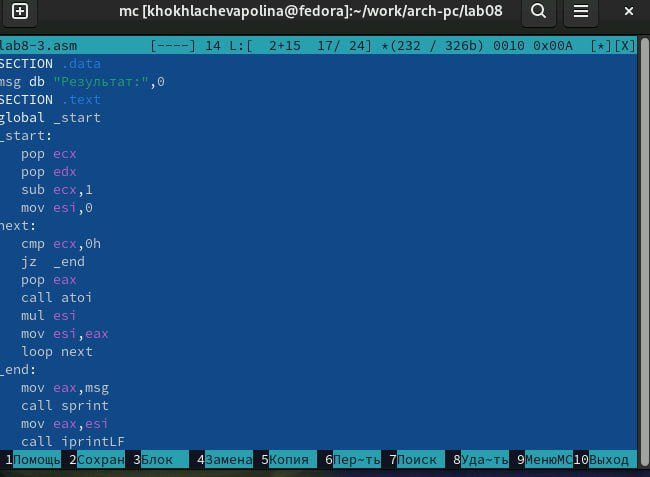 mc [khokhlachevapolina@fedora]:~/work/arch-pc/lab08
lab8-3.asm [----] 14 L:[ 2+15 17/ 24] *(232 / 326b) 0010 0x00A [*][X]
SECTION .data
msg db "Результат:",0
SECTION .text
global _start
_start:
pop ecx
pop edx
sub ecx,1
mov esi,0
next:
cmp ecx,0h
jz _end
pop eax
call atoi
mul esi
mov esi,eax
loop next
_end:
mov eax,msg
call sprint
mov eax,esi
call iprintLF
1Помощь 2Сохран 3Блок 4Замена 5Копия 6Пер~ть 7Поиск 8Уда~ть 9МенюMC 10Выход